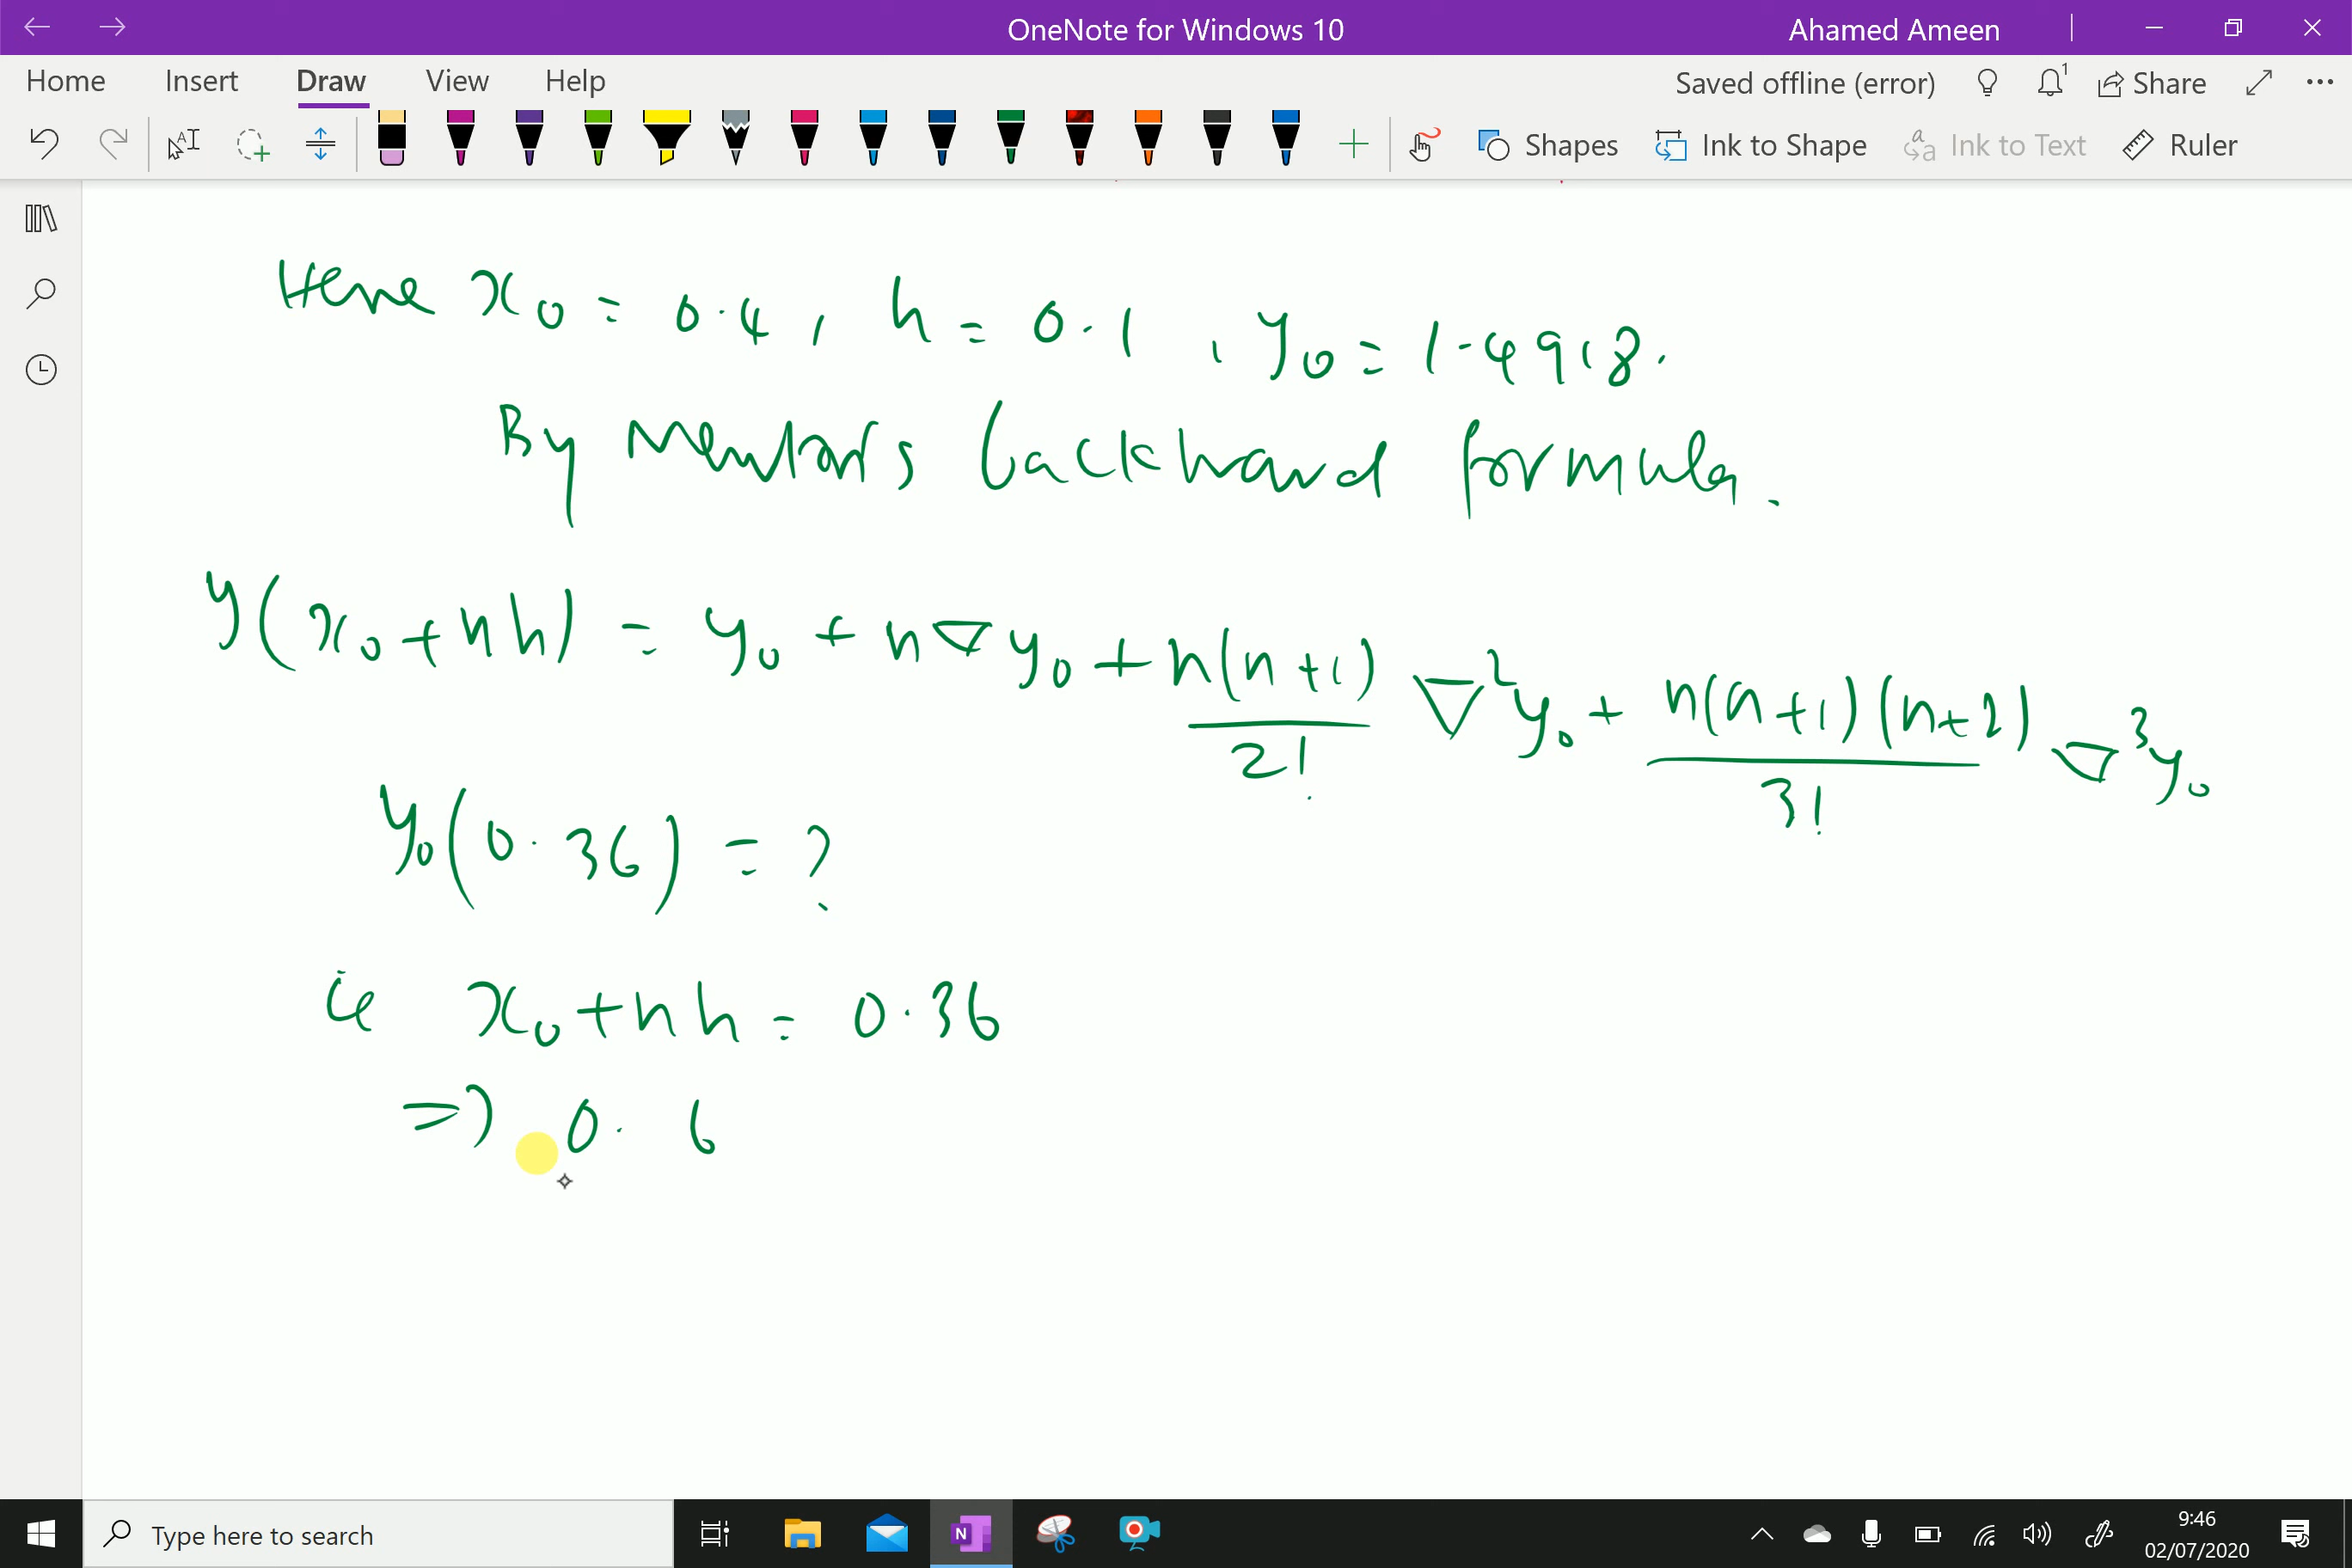 OneNote for Windows 10
Ahamed Ameen
Home Insert Draw View Help
Saved offline (error) 1 Share
Shapes Ink to Shape Ink to Text Ruler
Here x₀ = 0.4, h = 0.1, y₀ = 1.4918.
By Newton's backward formula.
y(x₀+nh) = y₀ + n∇y₀ + n(n+1)/2! ∇²y₀ + n(n+1)(n+2)/3! ∇³y₀
y₀(0.36) = ?
ie x₀+nh = 0.36
=> 0. 6
Type here to search
9:46
02/07/2020